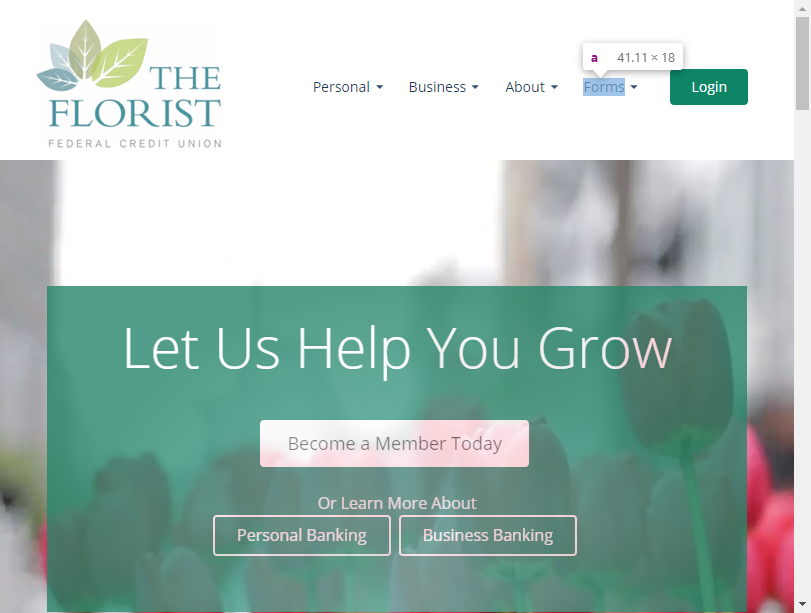 THE
FLORIST
FEDERAL CREDIT UNION
a 41.11 × 18
Personal Business About Forms Login
Let Us Help You Grow
Become a Member Today
Or Learn More About
Personal Banking Business Banking